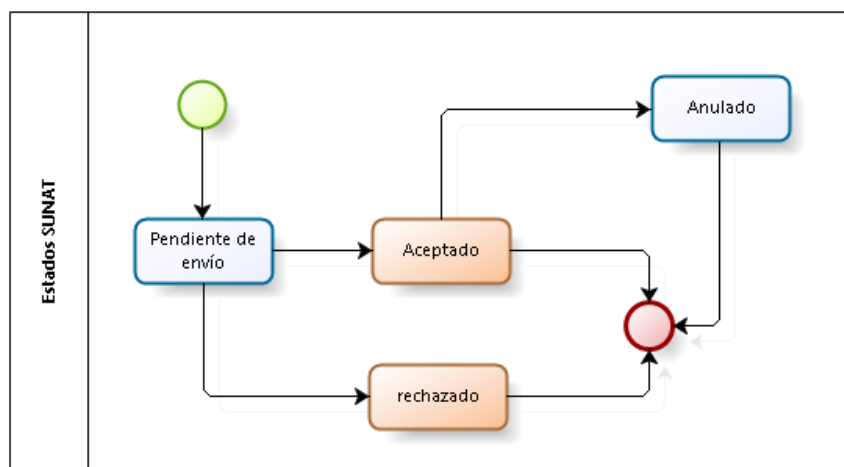 Estados SUNAT
Anulado
Pendiente de
envío
Aceptado
rechazado